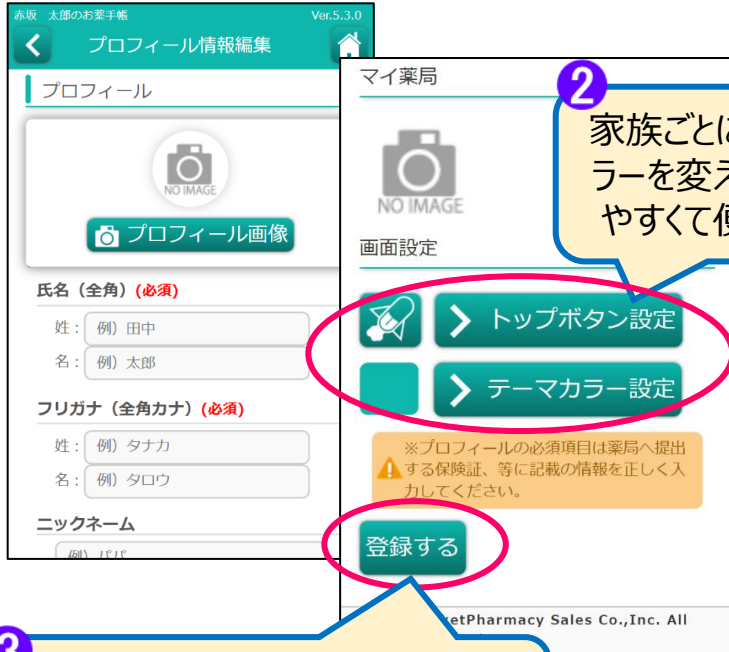 赤坂 太郎のお薬手帳 Ver.5.3.0
プロフィール情報編集
プロフィール
NO IMAGE
プロフィール画像
氏名（全角）(必須)
姓： 例）田中
名： 例）太郎
フリガナ（全角カナ）(必須)
姓： 例）タナカ
名： 例）タロウ
ニックネーム
例）パパ
マイ薬局
NO IMAGE
画面設定
トップボタン設定
テーマカラー設定
※プロフィールの必須項目は薬局へ提出
する保険証、等に記載の情報を正しく入
力してください。
登録する
etPharmacy Sales Co.,Inc. All
2
家族ごとに
ラーを変え
やすくて便
3